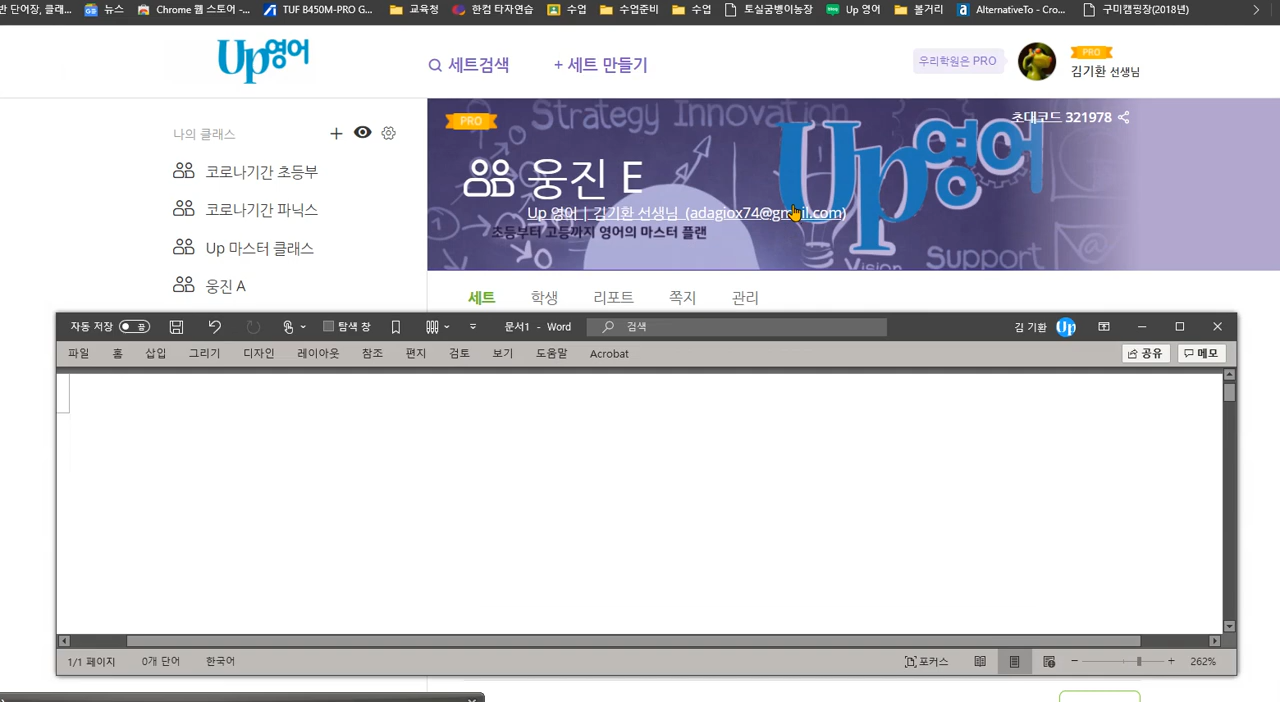 반 단어장, 클래... 뉴스 Chrome 웹 스토어 -... TUF B450M-PRO G... 교육청 한컴 타자연습 수업 수업준비 수업 토실굼벵이농장 Up 영어 볼거리 AlternativeTo - Cro... 구미캠핑장(2018년)
Up영어
세트검색
+ 세트 만들기
우리학원은 PRO
PRO
김기환 선생님
나의 클래스
코로나기간 초등부
코로나기간 파닉스
Up 마스터 클래스
웅진 A
PRO
Strategy Innovation
초대코드 321978
웅진 E
Up영어
Up 영어 | 김기환 선생님 (adagiox74@gmail.com)
초등부터 고등까지 영어의 마스터 플랜
Vision
Support
세트 학생 리포트 쪽지 관리
자동 저장 끔 탐색 창 문서1 - Word 검색 김 기환 Up
파일 홈 삽입 그리기 디자인 레이아웃 참조 편지 검토 보기 도움말 Acrobat 공유 메모
1/1 페이지 0개 단어 한국어 포커스 262%